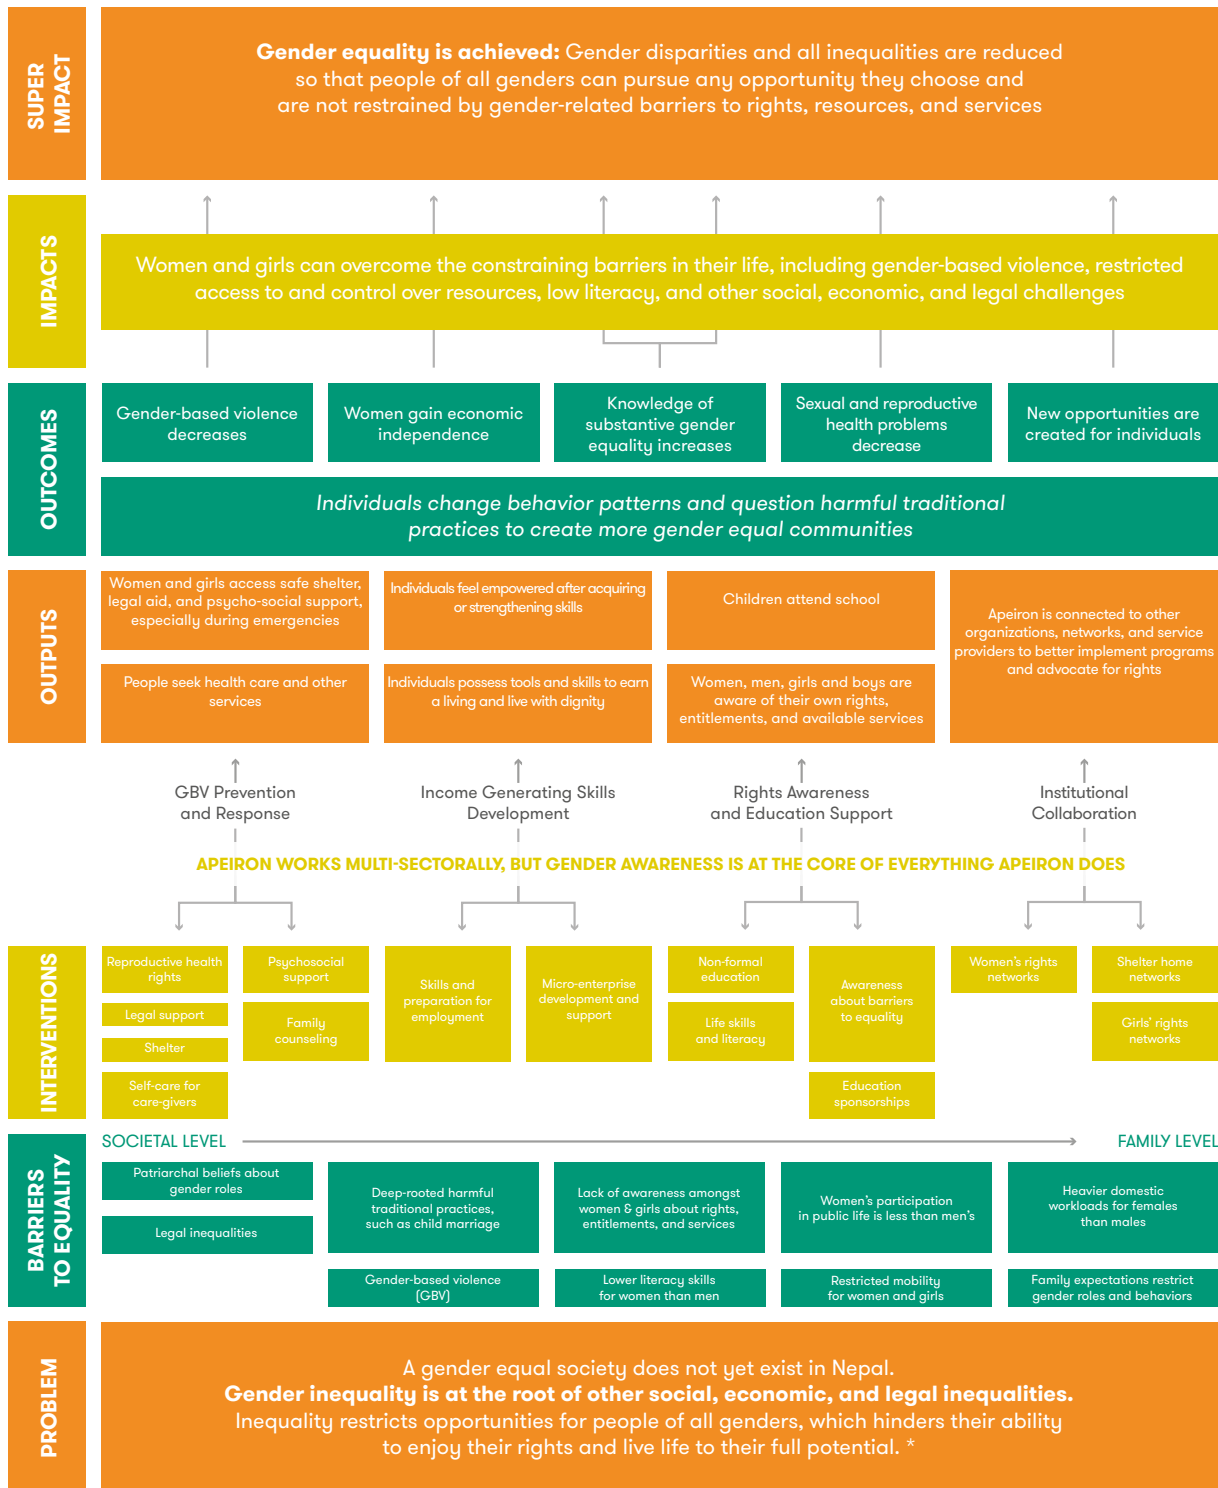 SUPER
IMPACT
Gender equality is achieved: Gender disparities and all inequalities are reduced
so that people of all genders can pursue any opportunity they choose and
are not restrained by gender-related barriers to rights, resources, and services
IMPACTS
Women and girls can overcome the constraining barriers in their life, including gender-based violence, restricted
access to and control over resources, low literacy, and other social, economic, and legal challenges
OUTCOMES
Gender-based violence
decreases
Women gain economic
independence
Knowledge of
substantive gender
equality increases
Sexual and reproductive
health problems
decrease
New opportunities are
created for individuals
Individuals change behavior patterns and question harmful traditional
practices to create more gender equal communities
OUTPUTS
Women and girls access safe shelter,
legal aid, and psycho-social support,
especially during emergencies
Individuals feel empowered after acquiring
or strengthening skills
Children attend school
Apeiron is connected to other
organizations, networks, and service
providers to better implement programs
and advocate for rights
People seek health care and other
services
Individuals possess tools and skills to earn
a living and live with dignity
Women, men, girls and boys are
aware of their own rights,
entitlements, and available services
GBV Prevention
and Response
Income Generating Skills
Development
Rights Awareness
and Education Support
Institutional
Collaboration
APEIRON WORKS MULTI-SECTORALLY, BUT GENDER AWARENESS IS AT THE CORE OF EVERYTHING APEIRON DOES
INTERVENTIONS
Reproductive health
rights
Legal support
Shelter
Self-care for
care-givers
Psychosocial
support
Family
counseling
Skills and
preparation for
employment
Micro-enterprise
development and
support
Non-formal
education
Life skills
and literacy
Awareness
about barriers
to equality
Education
sponsorships
Women's rights
networks
Shelter home
networks
Girls' rights
networks
BARRIERS
TO EQUALITY
SOCIETAL LEVEL
FAMILY LEVEL
Patriarchal beliefs about
gender roles
Legal inequalities
Deep-rooted harmful
traditional practices,
such as child marriage
Gender-based violence
(GBV)
Lack of awareness amongst
women & girls about rights,
entitlements, and services
Lower literacy skills
for women than men
Women's participation
in public life is less than men's
Restricted mobility
for women and girls
Heavier domestic
workloads for females
than males
Family expectations restrict
gender roles and behaviors
PROBLEM
A gender equal society does not yet exist in Nepal.
Gender inequality is at the root of other social, economic, and legal inequalities.
Inequality restricts opportunities for people of all genders, which hinders their ability
to enjoy their rights and live life to their full potential. *